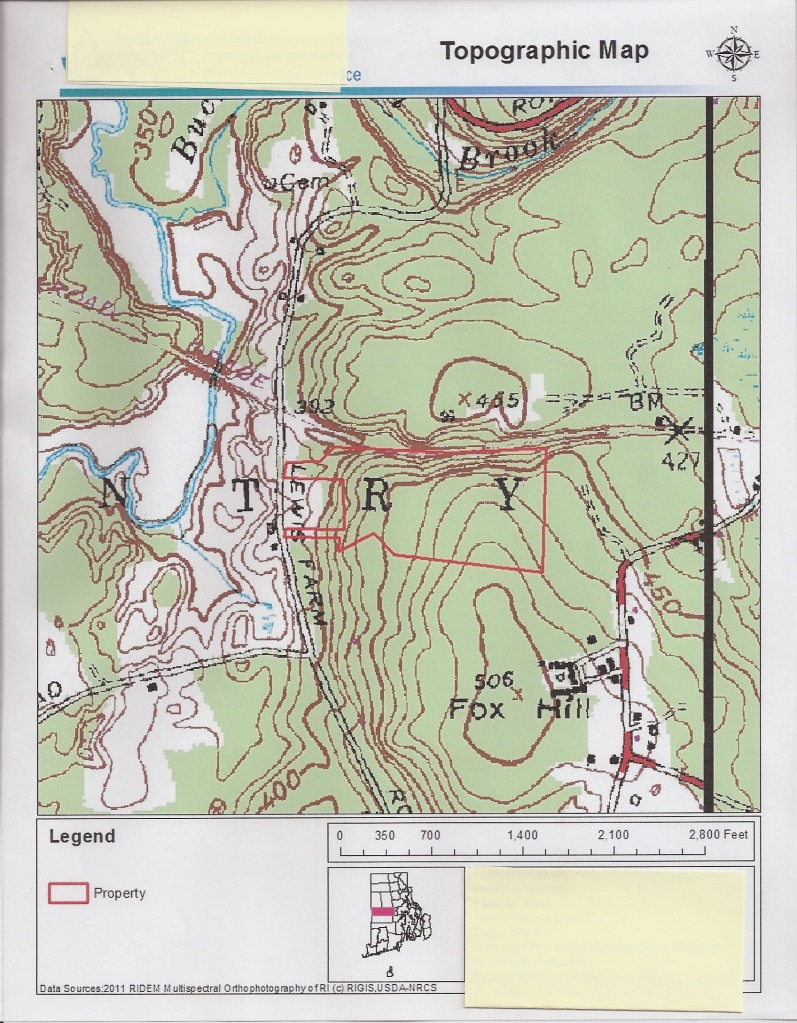 Topographic Map
ce
N
W E
S
350
Buc
Brook
Cem
393
455
BM
427
N T R Y
LEWIS FARM
450
506
Fox Hill
400
Legend
Property
0 350 700 1,400 2,100 2,800 Feet
Data Sources:2011 RIDEM Multispectral Orthophotography of RI (c) RIGIS,USDA-NRCS